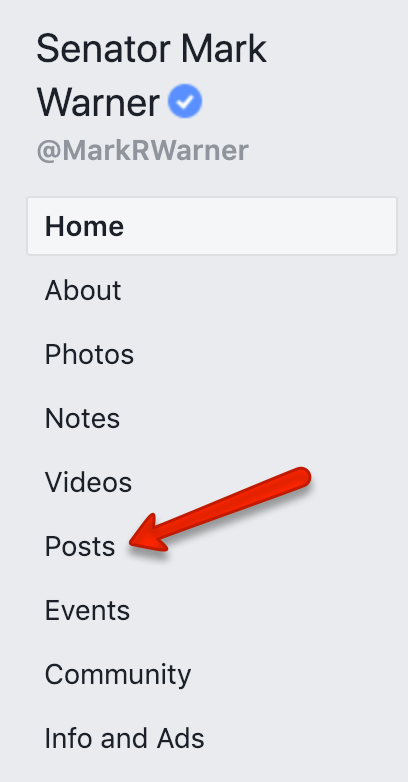 Senator Mark
Warner
@MarkRWarner
Home
About
Photos
Notes
Videos
Posts
Events
Community
Info and Ads